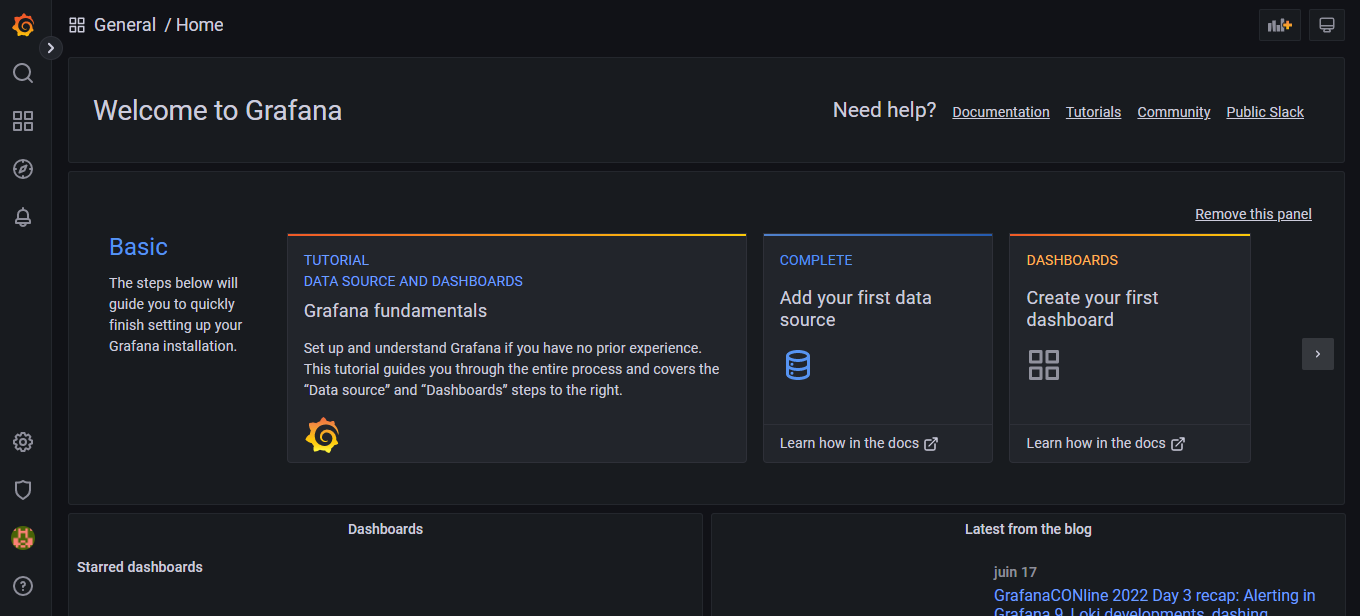 General / Home
Welcome to Grafana
Need help? Documentation Tutorials Community Public Slack
Remove this panel
Basic
The steps below will
guide you to quickly
finish setting up your
Grafana installation.
TUTORIAL
DATA SOURCE AND DASHBOARDS
Grafana fundamentals
Set up and understand Grafana if you have no prior experience.
This tutorial guides you through the entire process and covers the
“Data source” and “Dashboards” steps to the right.
COMPLETE
Add your first data
source
Learn how in the docs
DASHBOARDS
Create your first
dashboard
Learn how in the docs
Dashboards
Starred dashboards
Latest from the blog
juin 17
GrafanaCONline 2022 Day 3 recap: Alerting in
Grafana 9, Loki developments, dashing